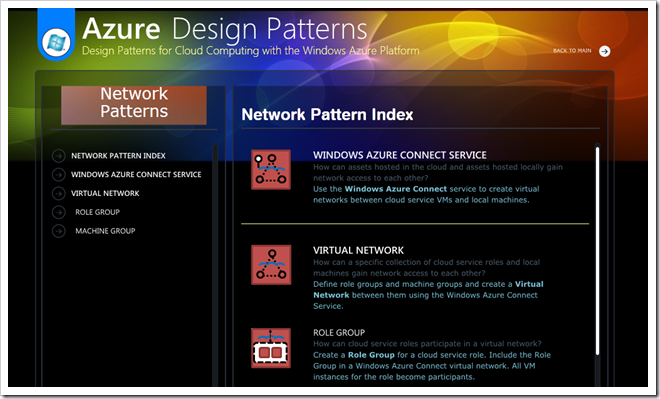 Azure Design Patterns
Design Patterns for Cloud Computing with the Windows Azure Platform
BACK TO MAIN
Network
Patterns
NETWORK PATTERN INDEX
WINDOWS AZURE CONNECT SERVICE
VIRTUAL NETWORK
ROLE GROUP
MACHINE GROUP
Network Pattern Index
WINDOWS AZURE CONNECT SERVICE
How can assets hosted in the cloud and assets hosted locally gain
network access to each other?
Use the Windows Azure Connect service to create virtual
networks between cloud service VMs and local machines.
VIRTUAL NETWORK
How can a specific collection of cloud service roles and local
machines gain network access to each other?
Define role groups and machine groups and create a Virtual
Network between them using the Windows Azure Connect
Service.
ROLE GROUP
How can cloud service roles participate in a virtual network?
Create a Role Group for a cloud service role. Include the Role
Group in a Windows Azure Connect virtual network. All VM
instances for the role become participants.